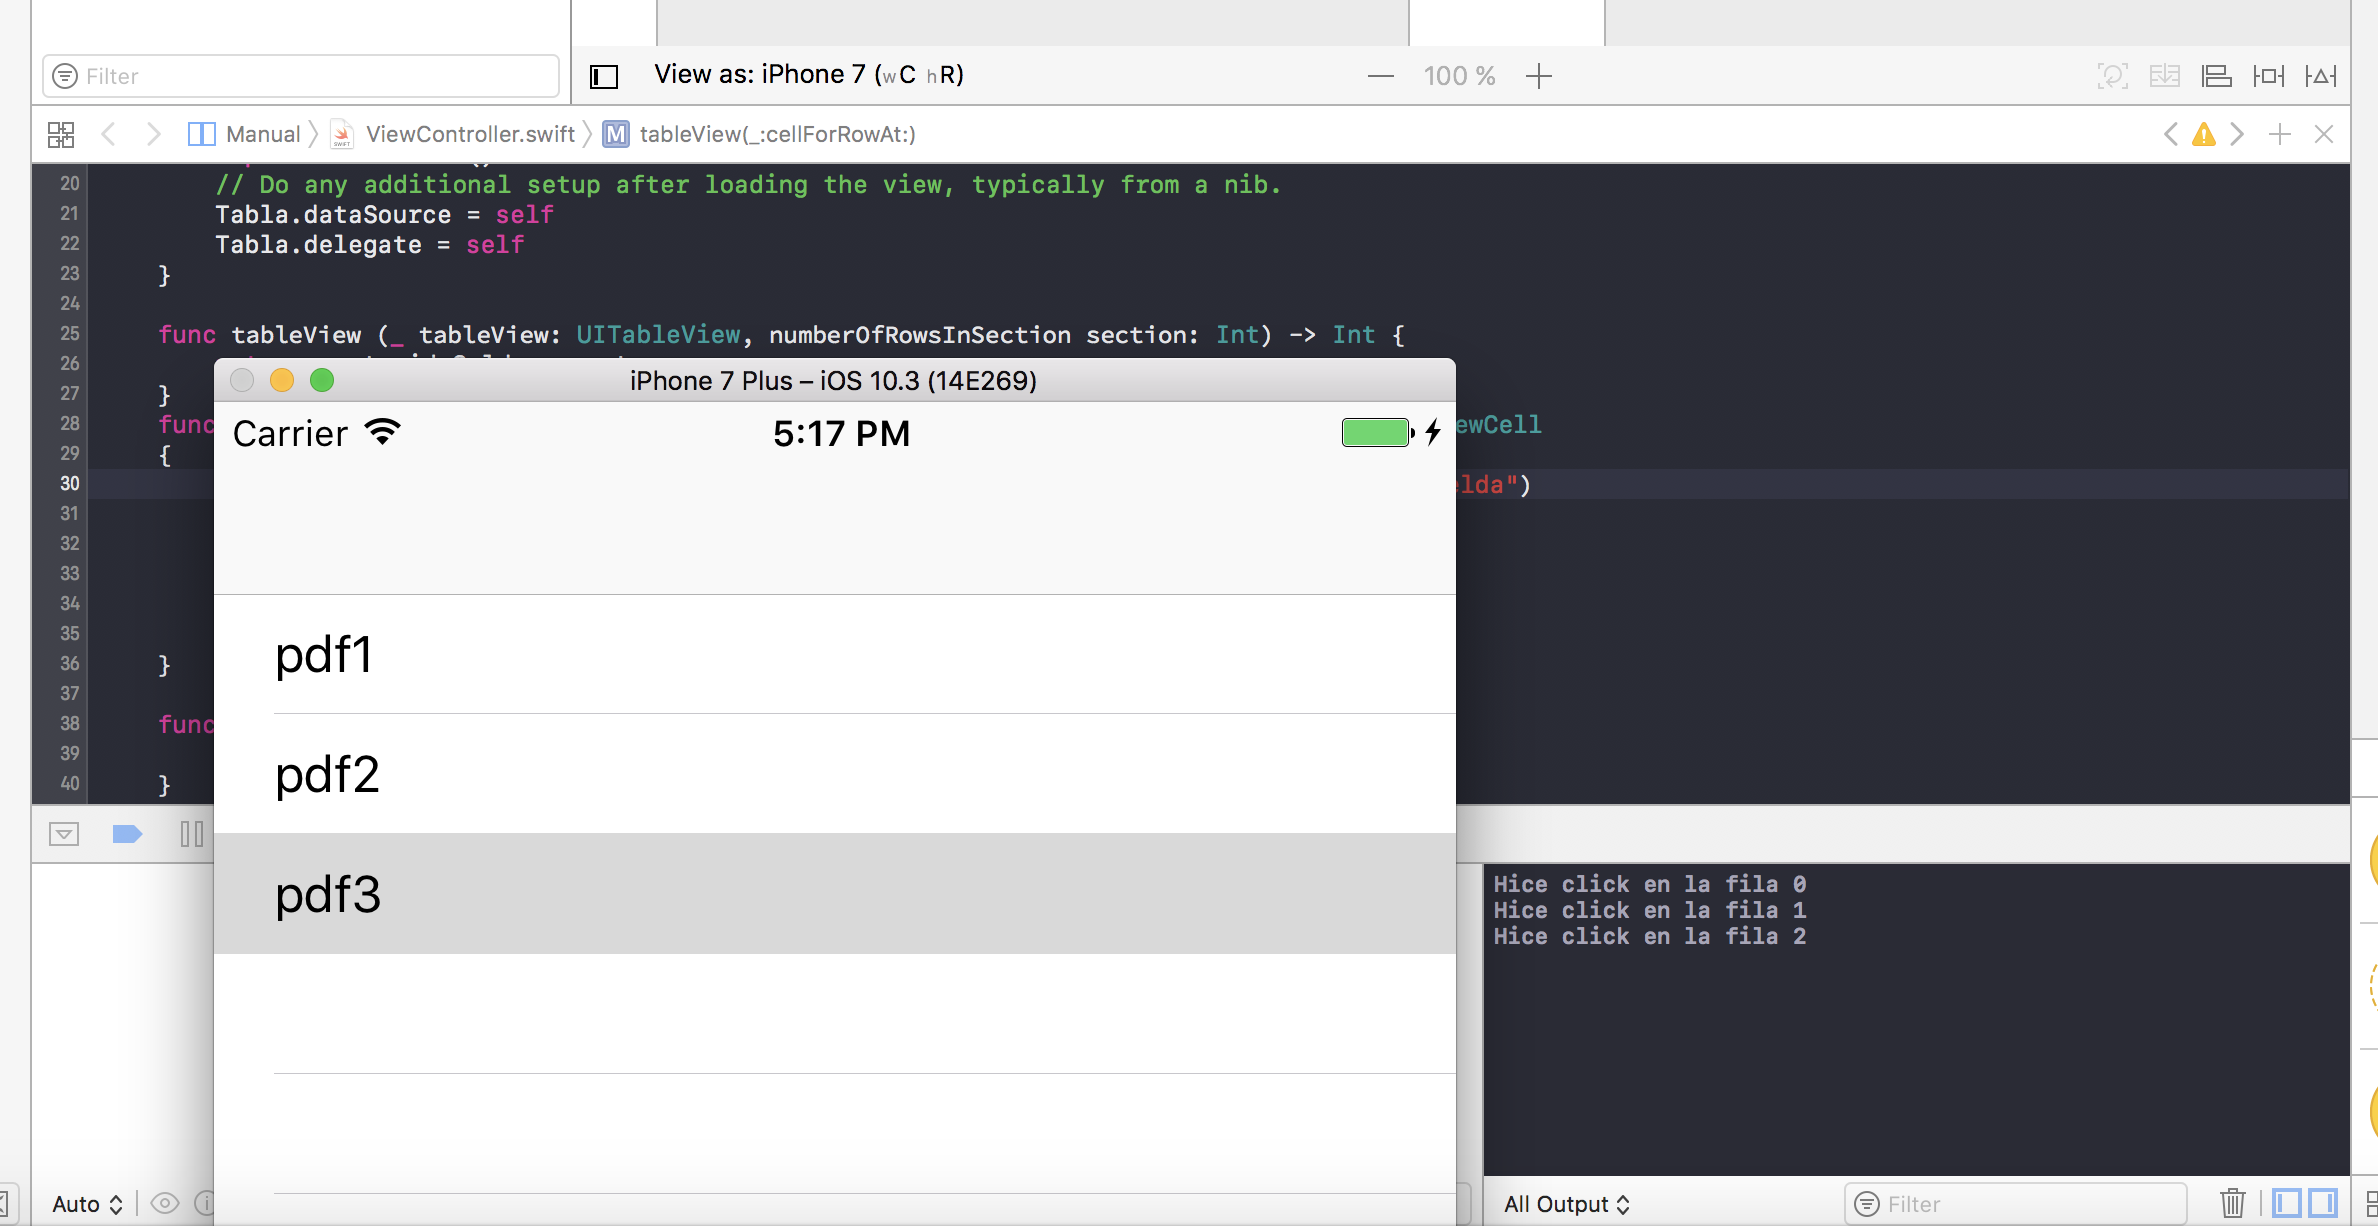 Filter
View as: iPhone 7 (wC hR)
100 %
Manual
ViewController.swift
M
tableView(_:cellForRowAt:)
20 // Do any additional setup after loading the view, typically from a nib.
21 Tabla.dataSource = self
22 Tabla.delegate = self
23 }
24
25 func tableView (_ tableView: UITableView, numberOfRowsInSection section: Int) -> Int {
26
27 }
28 func ewCell
29 {
30 elda")
31
32
33
34
35
36 }
37
38 func
39
40 }
iPhone 7 Plus – iOS 10.3 (14E269)
Carrier
5:17 PM
pdf1
pdf2
pdf3
Hice click en la fila 0
Hice click en la fila 1
Hice click en la fila 2
Auto
All Output
Filter